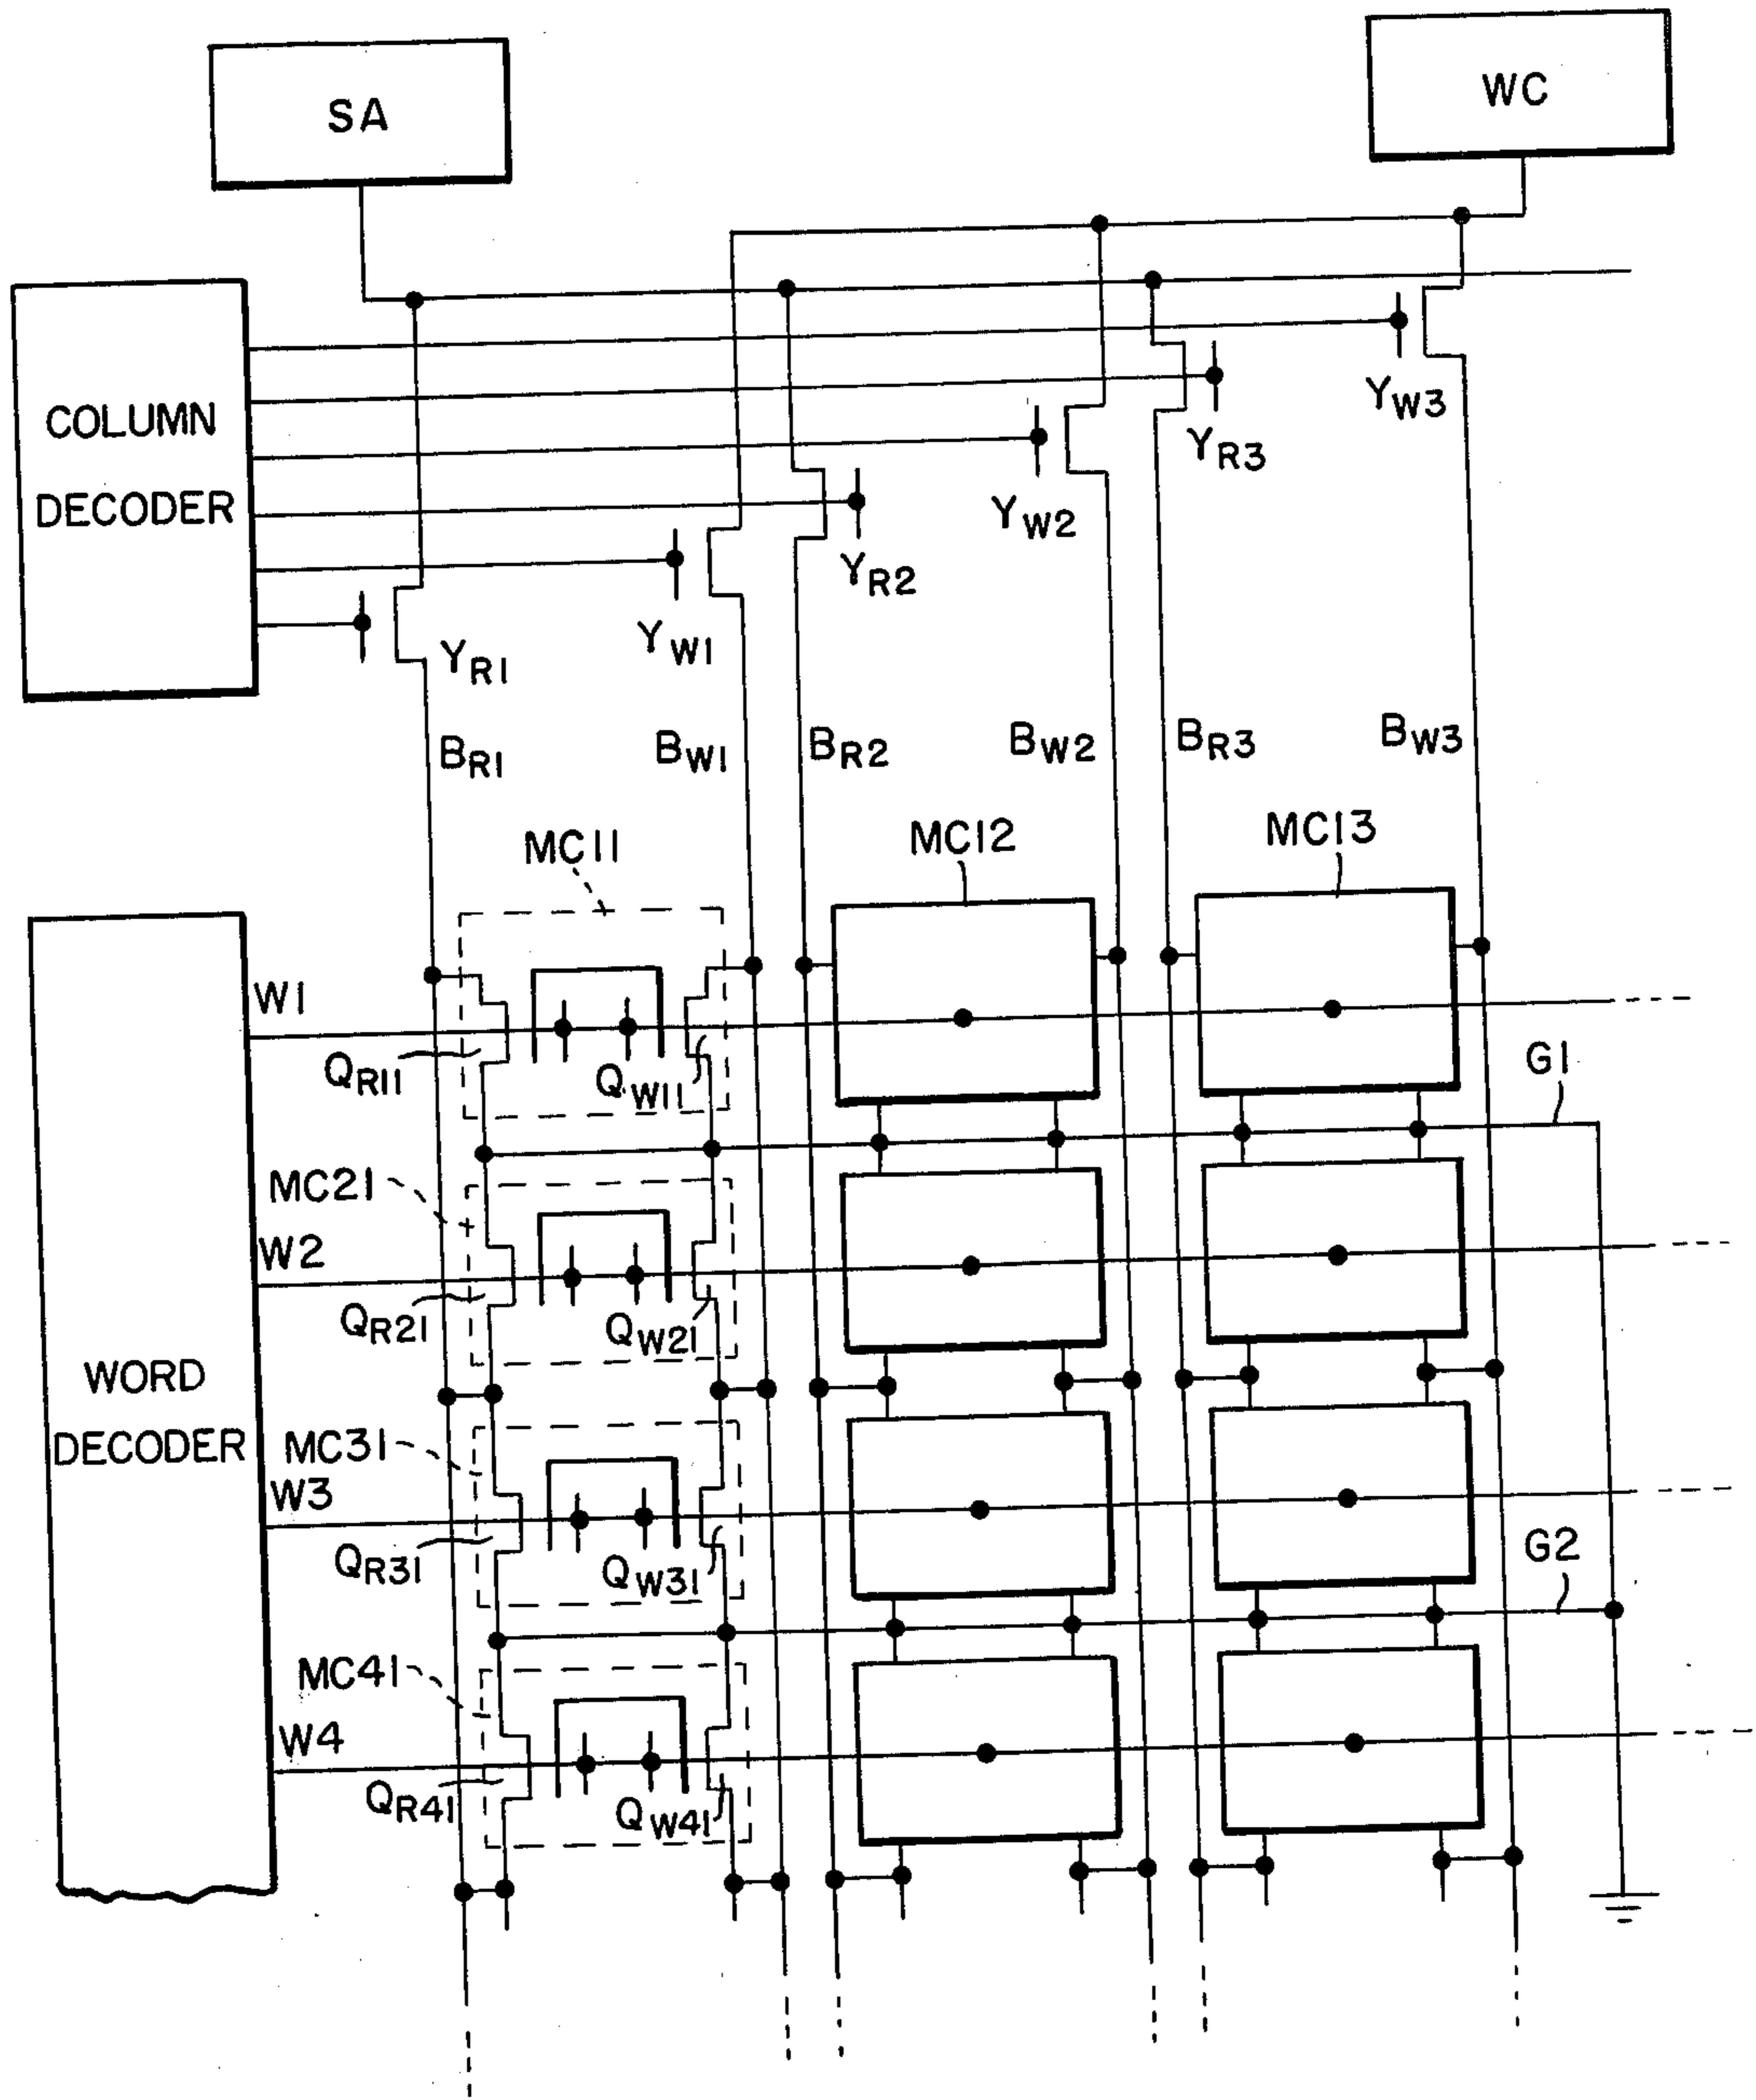 SA
WC
COLUMN
DECODER
YW3
YR3
YW2
YR2
YW1
YR1
BR1
BW1
BR2
BW2
BR3
BW3
MC11
MC12
MC13
W1
QR11
QW11
G1
MC21
W2
QR21
QW21
WORD
DECODER
MC31
W3
QR31
QW31
G2
MC41
W4
QR41
QW41